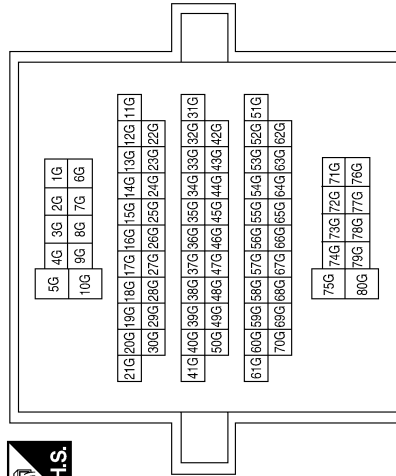 H.S.
5G 4G 3G 2G 1G
10G 9G 8G 7G 6G
21G 20G 19G 18G 17G 16G 15G 14G 13G 12G 11G
30G 29G 28G 27G 26G 25G 24G 23G 22G
41G 40G 39G 38G 37G 36G 35G 34G 33G 32G 31G
50G 49G 48G 47G 46G 45G 44G 43G 42G
61G 60G 59G 58G 57G 56G 55G 54G 53G 52G 51G
70G 69G 68G 67G 66G 65G 64G 63G 62G
75G 74G 73G 72G 71G
80G 79G 78G 77G 76G